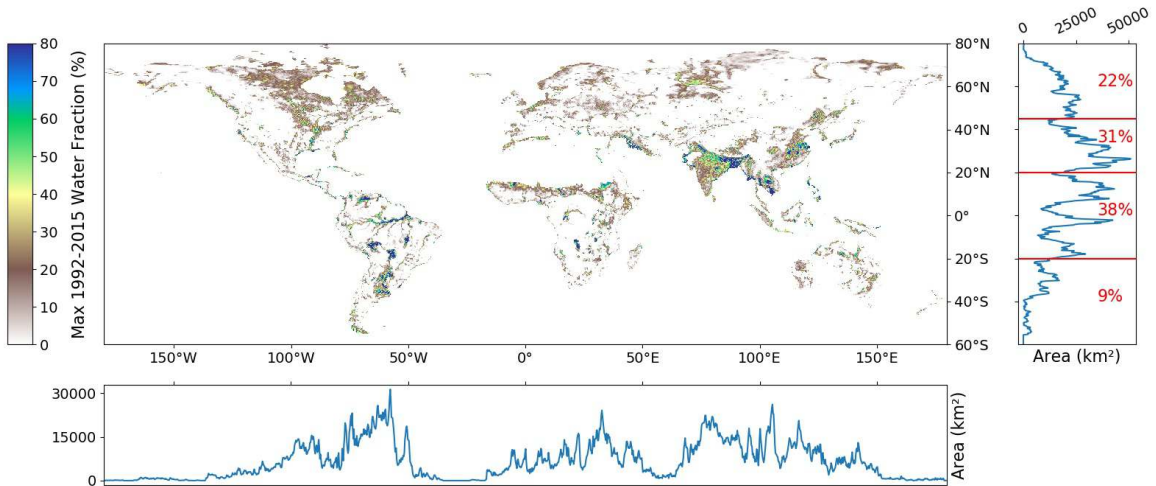 0 25000 50000
80
70
60
50
40
30
20
10
0
Max 1992-2015 Water Fraction (%)
80°N
60°N
40°N
20°N
0°
20°S
40°S
60°S
22%
31%
38%
9%
150°W 100°W 50°W 0° 50°E 100°E 150°E
Area (km²)
30000
15000
0
Area (km²)